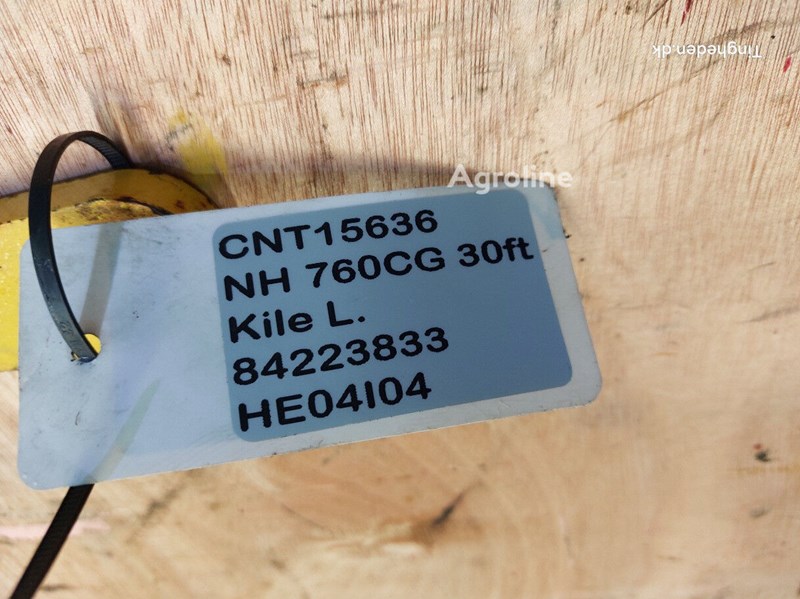 Tingheden.dk
Agroline
CNT15636
NH 760CG 30ft
Kile L.
84223833
HE04I04